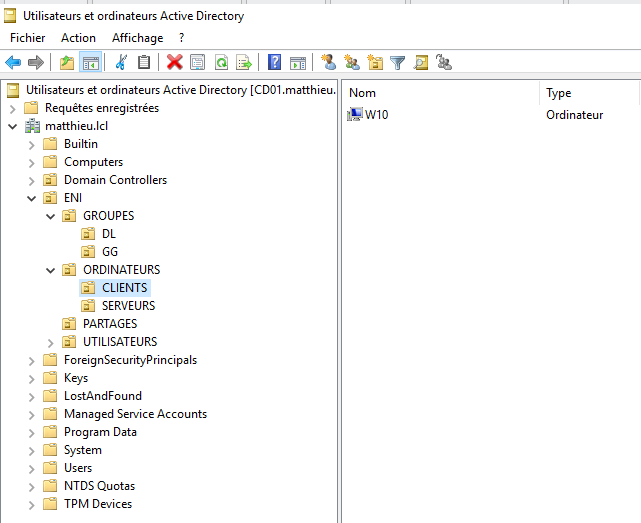 Utilisateurs et ordinateurs Active Directory
Fichier Action Affichage ?
Utilisateurs et ordinateurs Active Directory [CD01.matthieu.
Requêtes enregistrées
matthieu.lcl
Builtin
Computers
Domain Controllers
ENI
GROUPES
DL
GG
ORDINATEURS
CLIENTS
SERVEURS
PARTAGES
UTILISATEURS
ForeignSecurityPrincipals
Keys
LostAndFound
Managed Service Accounts
Program Data
System
Users
NTDS Quotas
TPM Devices
Nom Type
W10 Ordinateur